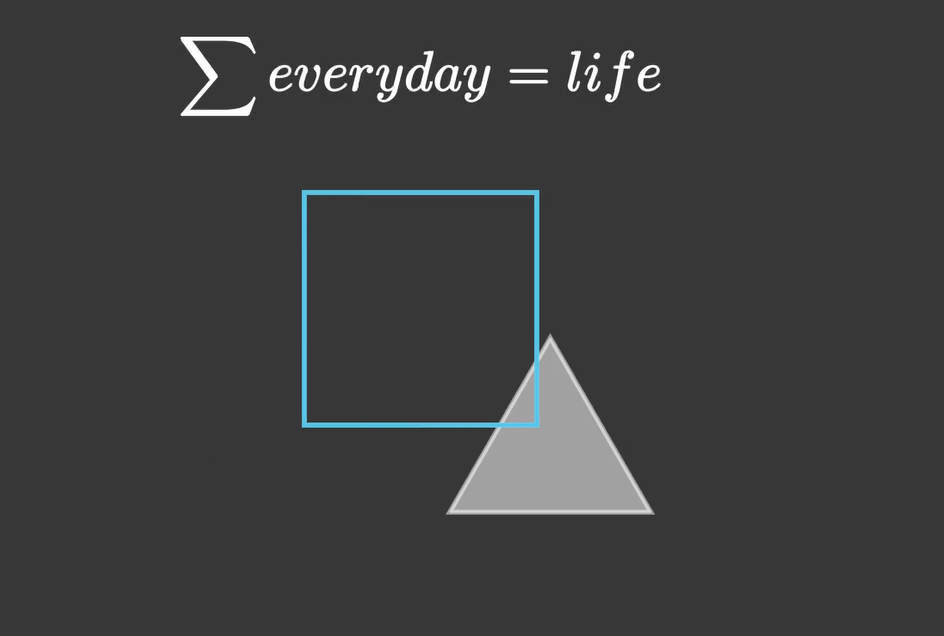 ∑ everyday = life